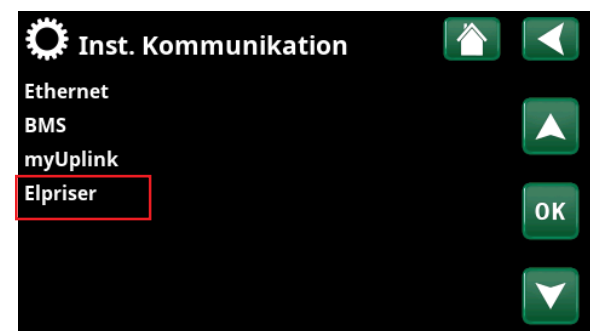 Inst. Kommunikation
Ethernet
BMS
myUplink
Elpriser
OK